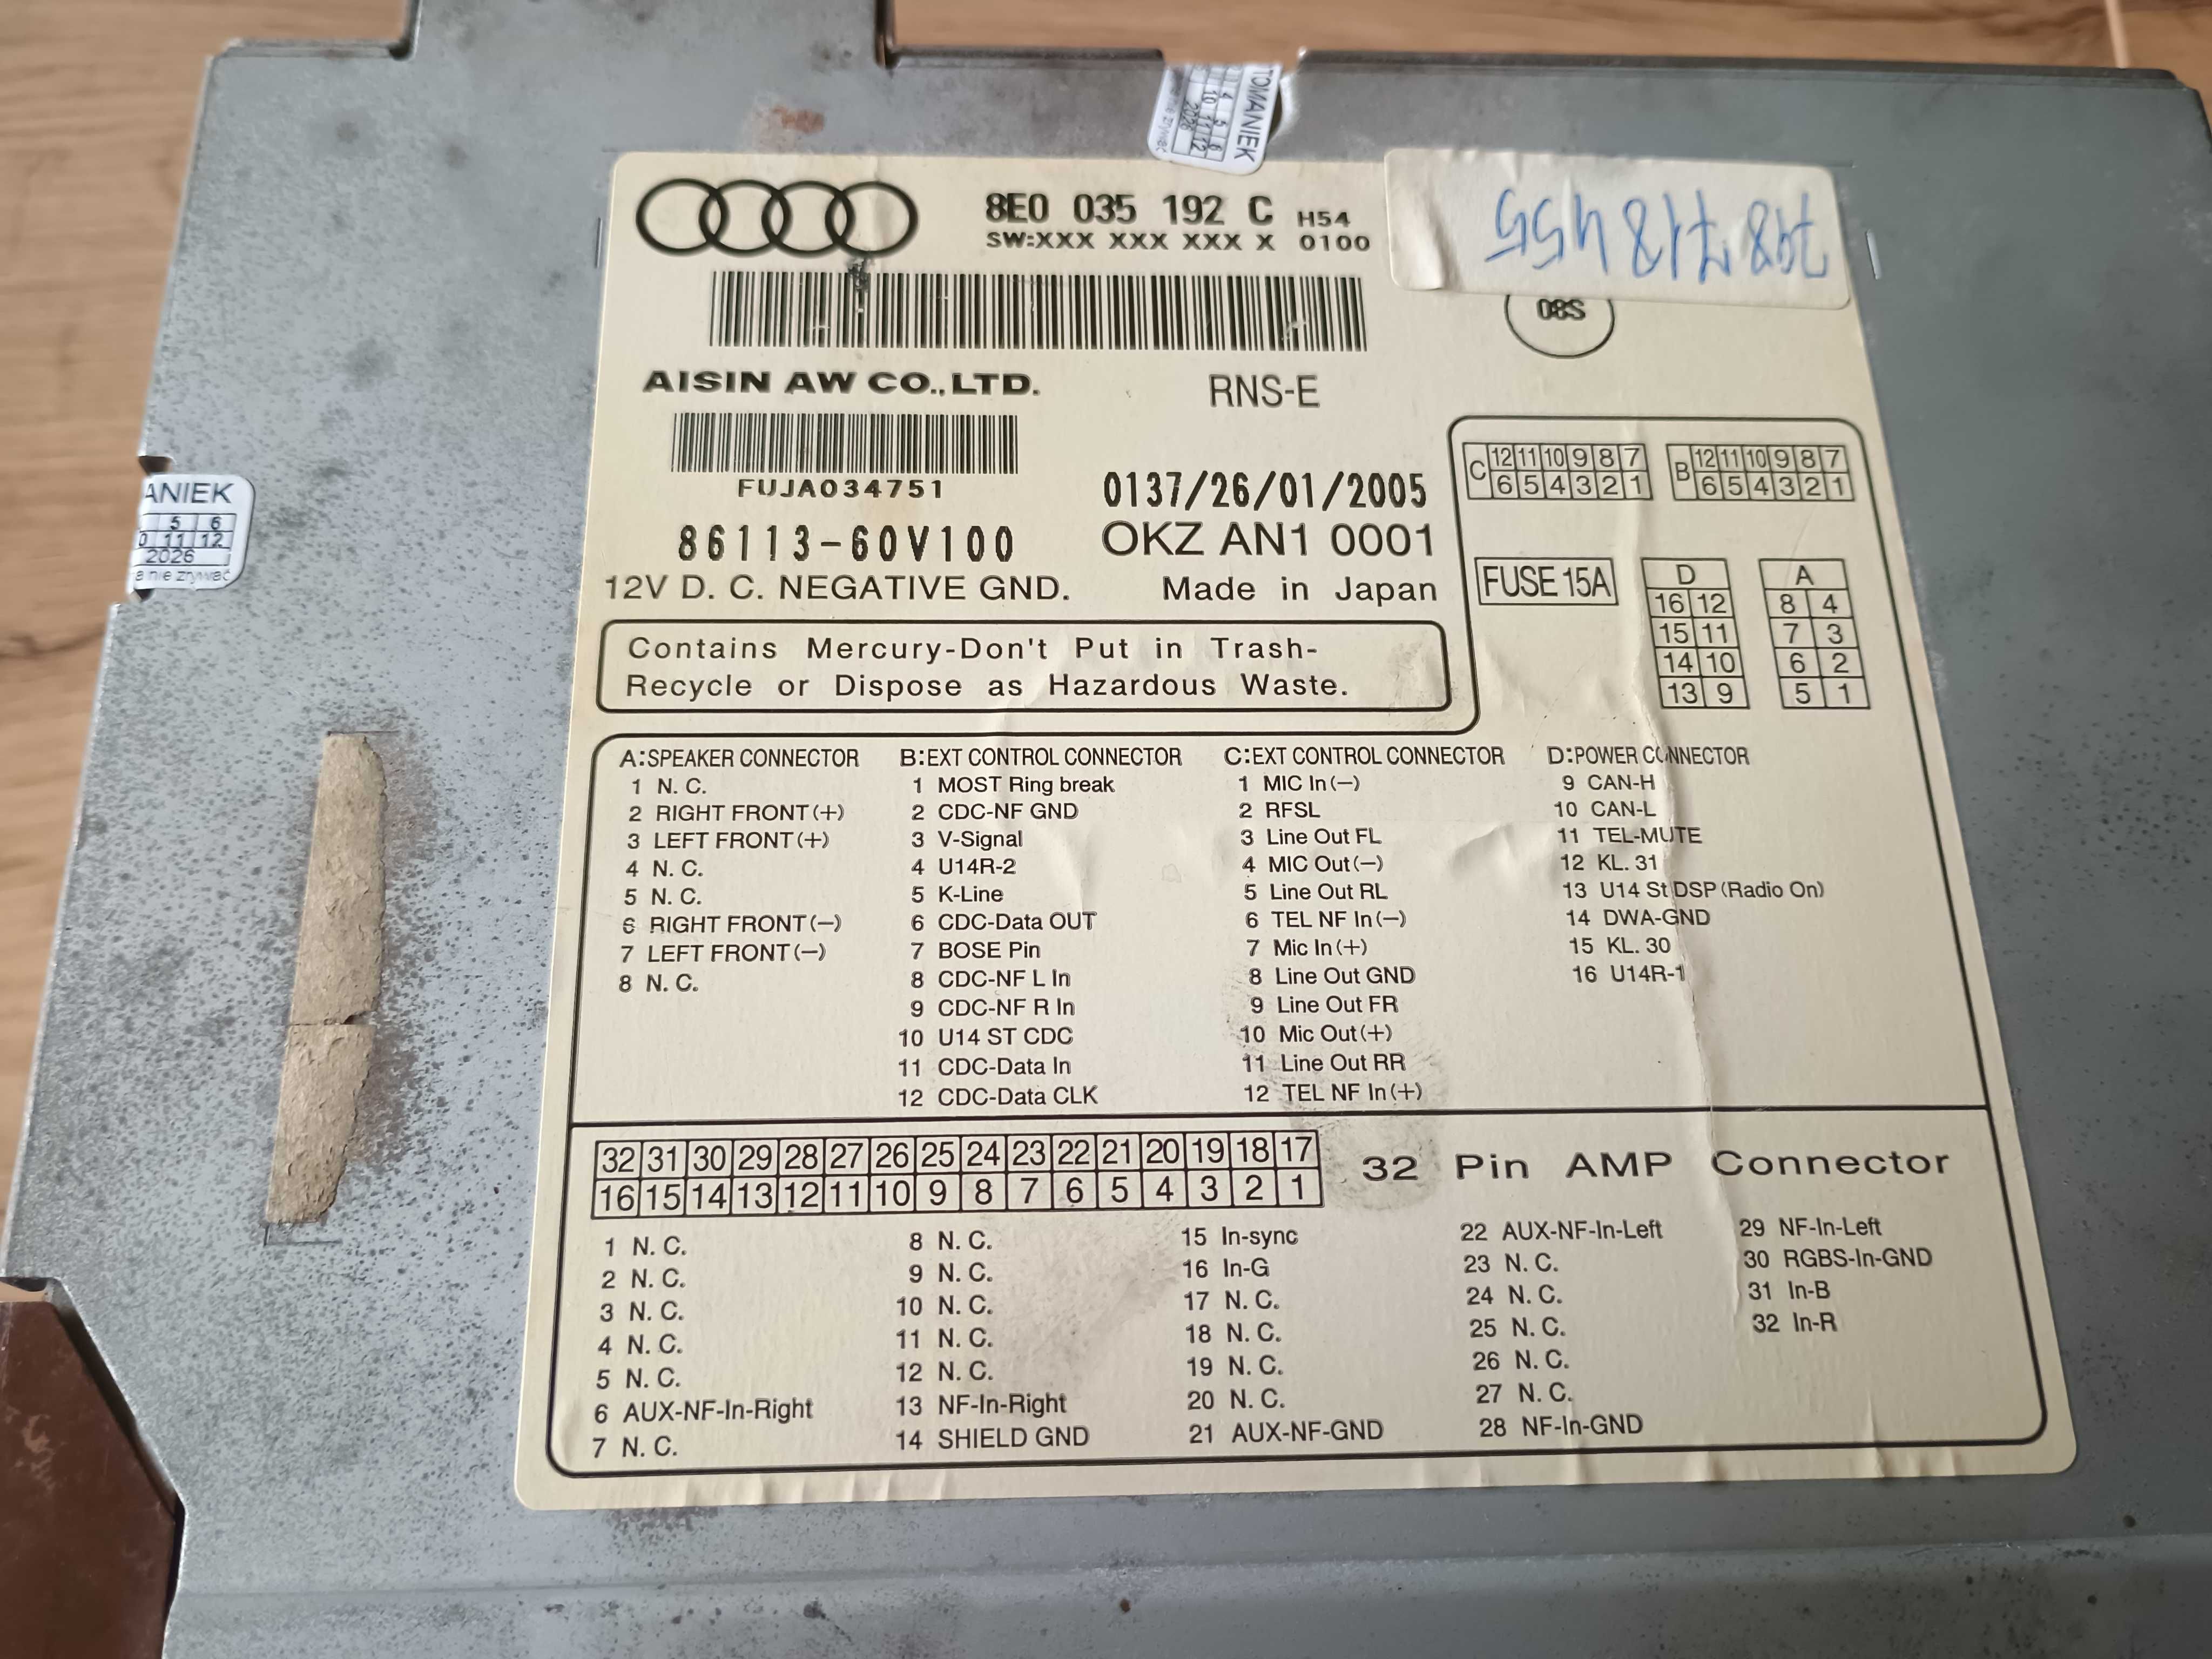 TOMANIEK
4 5 6
10 11 12
2026
8E0 035 192 C H54
SW:XXX XXX XXX X 0100
798 718 455
08S
AISIN AW CO.,LTD.
RNS-E
FUJA034751
0137/26/01/2005
86113-60V100
OKZ AN1 0001
12V D. C. NEGATIVE GND.
Made in Japan
C 12 11 10 9 8 7
6 5 4 3 2 1
B 12 11 10 9 8 7
6 5 4 3 2 1
FUSE 15A
D
16 12
15 11
14 10
13 9
A
8 4
7 3
6 2
5 1
ANIEK
5 6
0 11 12
2026
a nie zrywać
Contains Mercury-Don't Put in Trash-
Recycle or Dispose as Hazardous Waste.
A:SPEAKER CONNECTOR
1 N. C.
2 RIGHT FRONT(+)
3 LEFT FRONT(+)
4 N. C.
5 N. C.
6 RIGHT FRONT(-)
7 LEFT FRONT(-)
8 N. C.
B:EXT CONTROL CONNECTOR
1 MOST Ring break
2 CDC-NF GND
3 V-Signal
4 U14R-2
5 K-Line
6 CDC-Data OUT
7 BOSE Pin
8 CDC-NF L In
9 CDC-NF R In
10 U14 ST CDC
11 CDC-Data In
12 CDC-Data CLK
C:EXT CONTROL CONNECTOR
1 MIC In(-)
2 RFSL
3 Line Out FL
4 MIC Out(-)
5 Line Out RL
6 TEL NF In(-)
7 Mic In(+)
8 Line Out GND
9 Line Out FR
10 Mic Out(+)
11 Line Out RR
12 TEL NF In(+)
D:POWER CONNECTOR
9 CAN-H
10 CAN-L
11 TEL-MUTE
12 KL. 31
13 U14 St DSP (Radio On)
14 DWA-GND
15 KL. 30
16 U14R-1
32 31 30 29 28 27 26 25 24 23 22 21 20 19 18 17
16 15 14 13 12 11 10 9 8 7 6 5 4 3 2 1
32 Pin AMP Connector
1 N. C.
2 N. C.
3 N. C.
4 N. C.
5 N. C.
6 AUX-NF-In-Right
7 N. C.
8 N. C.
9 N. C.
10 N. C.
11 N. C.
12 N. C.
13 NF-In-Right
14 SHIELD GND
15 In-sync
16 In-G
17 N. C.
18 N. C.
19 N. C.
20 N. C.
21 AUX-NF-GND
22 AUX-NF-In-Left
23 N. C.
24 N. C.
25 N. C.
26 N. C.
27 N. C.
28 NF-In-GND
29 NF-In-Left
30 RGBS-In-GND
31 In-B
32 In-R